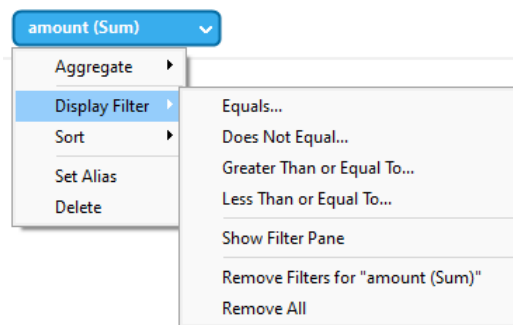 amount (Sum)
Aggregate
Display Filter
Sort
Set Alias
Delete
Equals...
Does Not Equal...
Greater Than or Equal To...
Less Than or Equal To...
Show Filter Pane
Remove Filters for "amount (Sum)"
Remove All